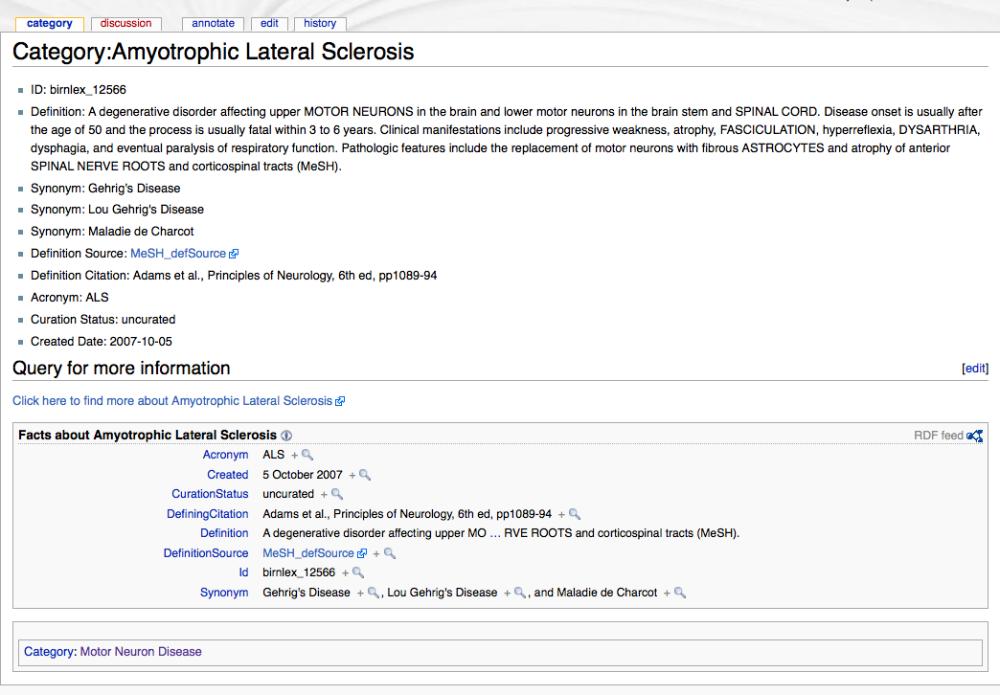 category discussion annotate edit history
Category:Amyotrophic Lateral Sclerosis
ID: birnlex_12566
Definition: A degenerative disorder affecting upper MOTOR NEURONS in the brain and lower motor neurons in the brain stem and SPINAL CORD. Disease onset is usually after
the age of 50 and the process is usually fatal within 3 to 6 years. Clinical manifestations include progressive weakness, atrophy, FASCICULATION, hyperreflexia, DYSARTHRIA,
dysphagia, and eventual paralysis of respiratory function. Pathologic features include the replacement of motor neurons with fibrous ASTROCYTES and atrophy of anterior
SPINAL NERVE ROOTS and corticospinal tracts (MeSH).
Synonym: Gehrig's Disease
Synonym: Lou Gehrig's Disease
Synonym: Maladie de Charcot
Definition Source: MeSH_defSource
Definition Citation: Adams et al., Principles of Neurology, 6th ed, pp1089-94
Acronym: ALS
Curation Status: uncurated
Created Date: 2007-10-05
Query for more information [edit]
Click here to find more about Amyotrophic Lateral Sclerosis
Facts about Amyotrophic Lateral Sclerosis RDF feed
Acronym ALS +
Created 5 October 2007 +
CurationStatus uncurated +
DefiningCitation Adams et al., Principles of Neurology, 6th ed, pp1089-94 +
Definition A degenerative disorder affecting upper MO … RVE ROOTS and corticospinal tracts (MeSH).
DefinitionSource MeSH_defSource +
Id birnlex_12566 +
Synonym Gehrig's Disease + , Lou Gehrig's Disease + , and Maladie de Charcot +
Category: Motor Neuron Disease